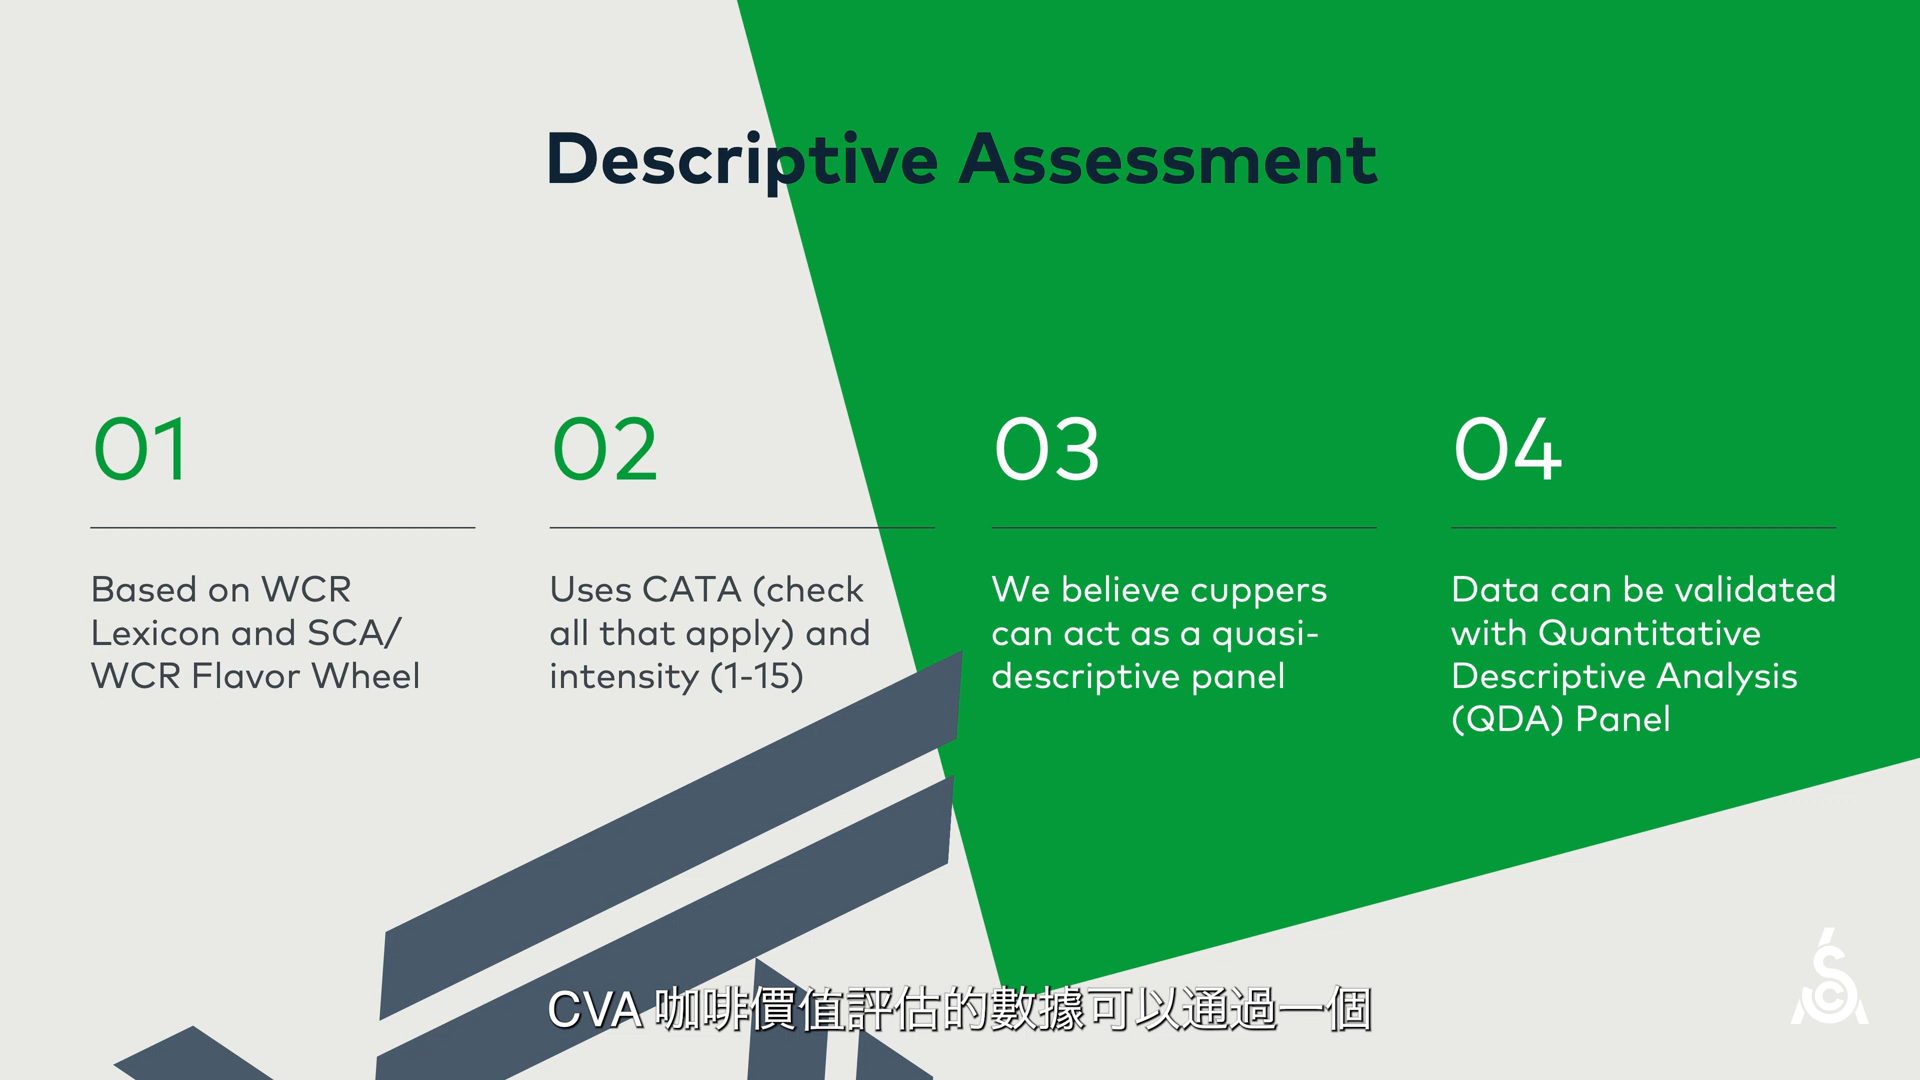 Descriptive Assessment
01
Based on WCR
Lexicon and SCA/
WCR Flavor Wheel
02
Uses CATA (check
all that apply) and
intensity (1-15)
03
We believe cuppers
can act as a quasi-
descriptive panel
04
Data can be validated
with Quantitative
Descriptive Analysis
(QDA) Panel
CVA 咖啡價值評估的數據可以通過一個
SCA